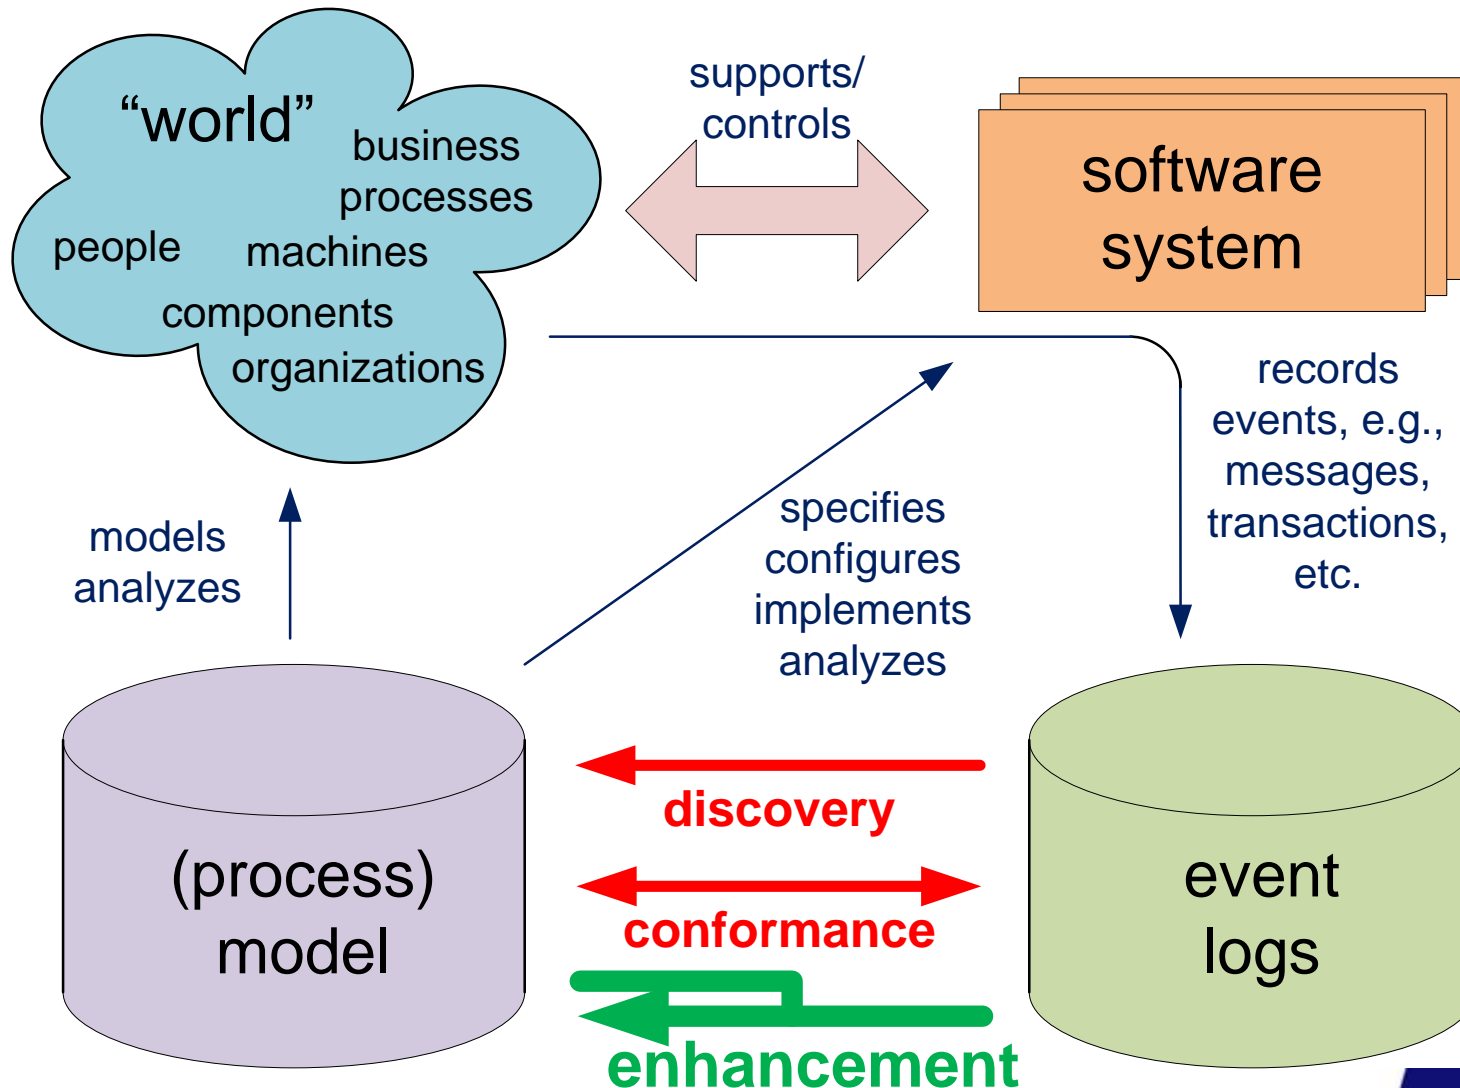 “world”
business
processes
people
machines
components
organizations
supports/
controls
software
system
records
events, e.g.,
messages,
transactions,
etc.
models
analyzes
specifies
configures
implements
analyzes
discovery
conformance
enhancement
(process)
model
event
logs